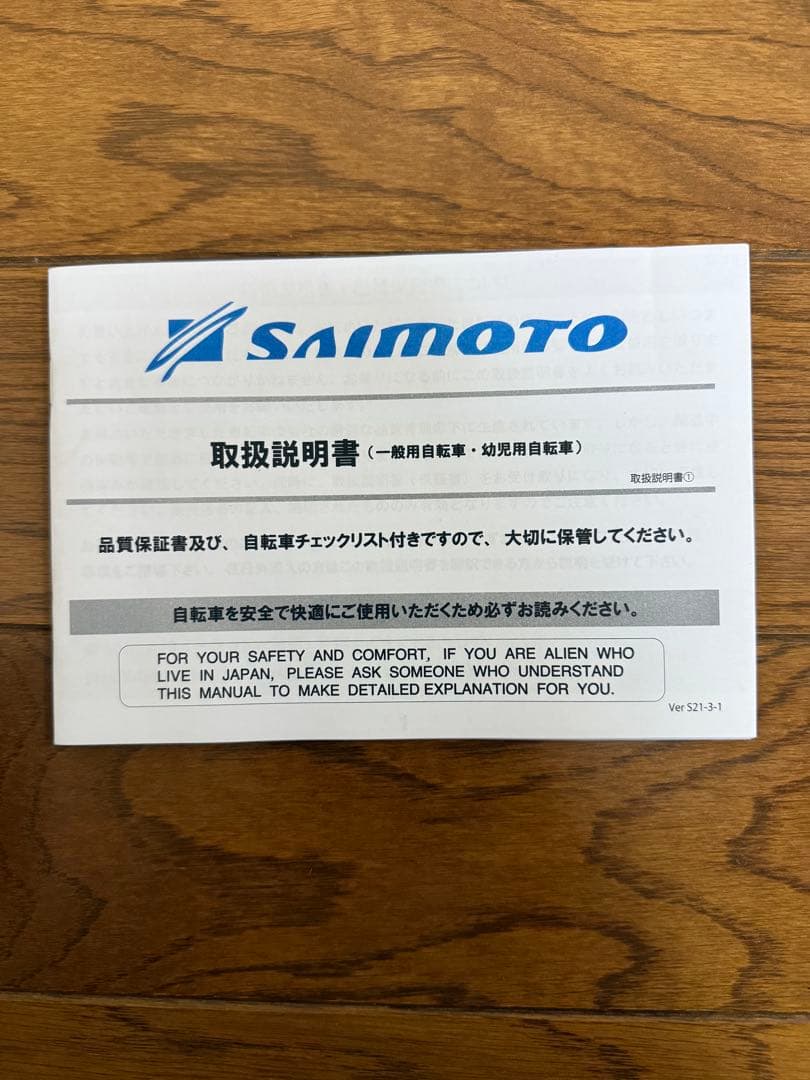 SAIMOTO
取扱説明書(一般用自転車・幼児用自転車)
取扱説明書①
品質保証書及び、自転車チェックリスト付きですので、大切に保管してください。
自転車を安全で快適にご使用いただくため必ずお読みください。
FOR YOUR SAFETY AND COMFORT, IF YOU ARE ALIEN WHO
LIVE IN JAPAN, PLEASE ASK SOMEONE WHO UNDERSTAND
THIS MANUAL TO MAKE DETAILED EXPLANATION FOR YOU.
Ver S21-3-1